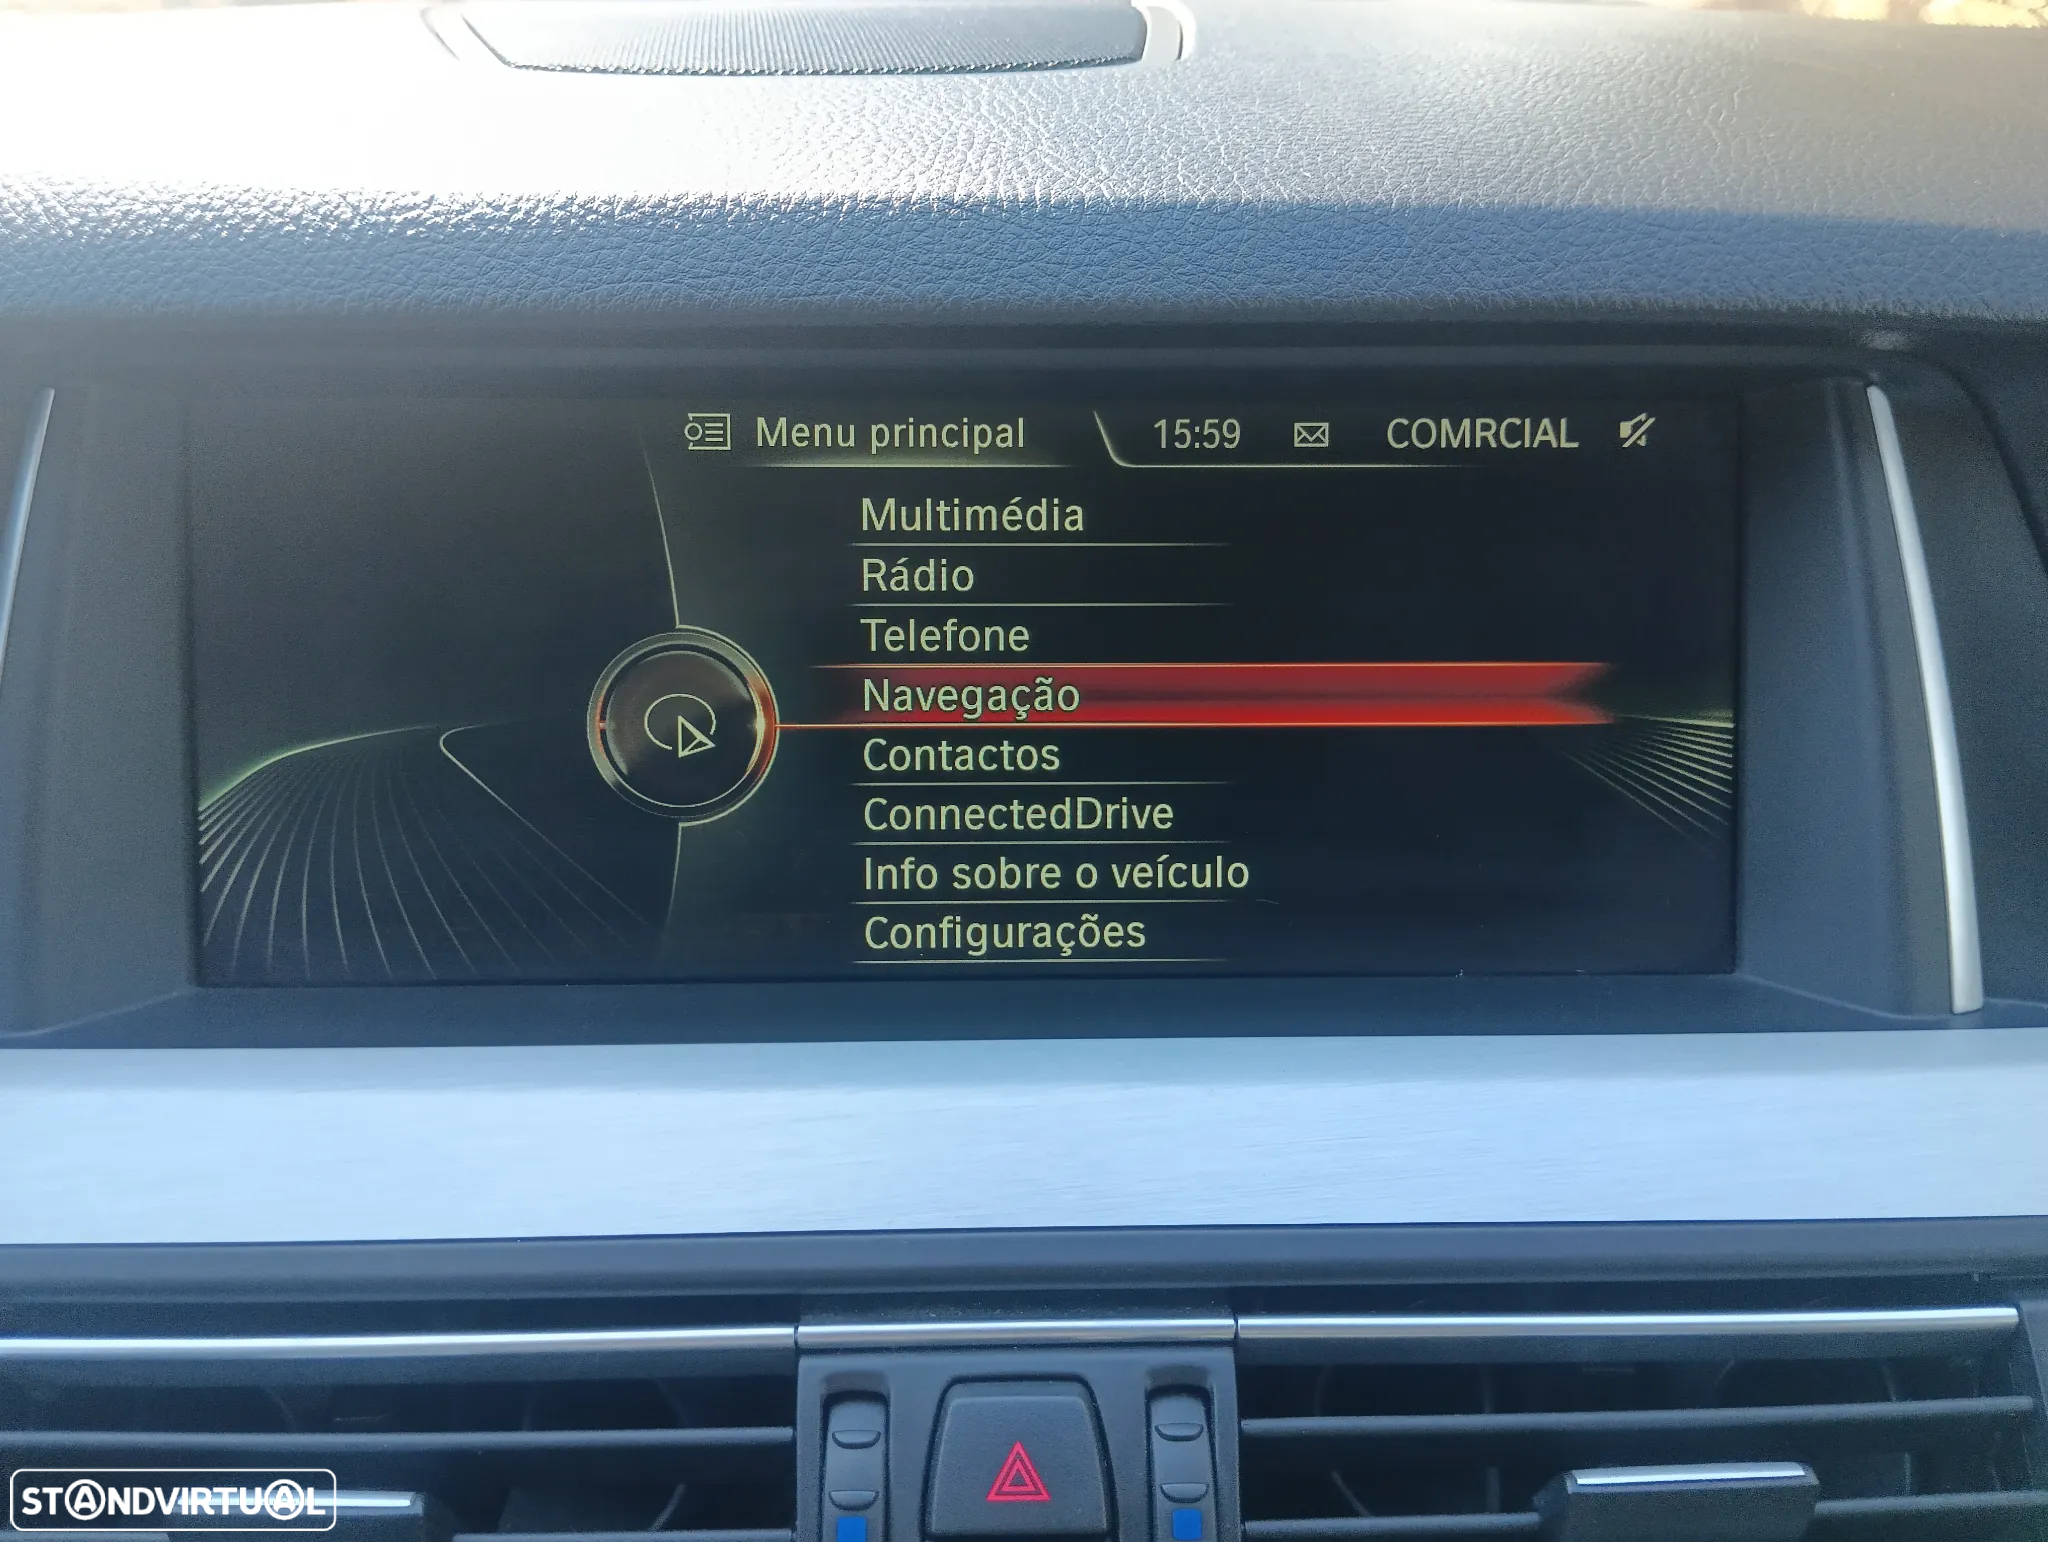 Menu principal 15:59 COMRCIAL
Multimédia
Rádio
Telefone
Navegação
Contactos
ConnectedDrive
Info sobre o veículo
Configurações
STANDVIRTUAL